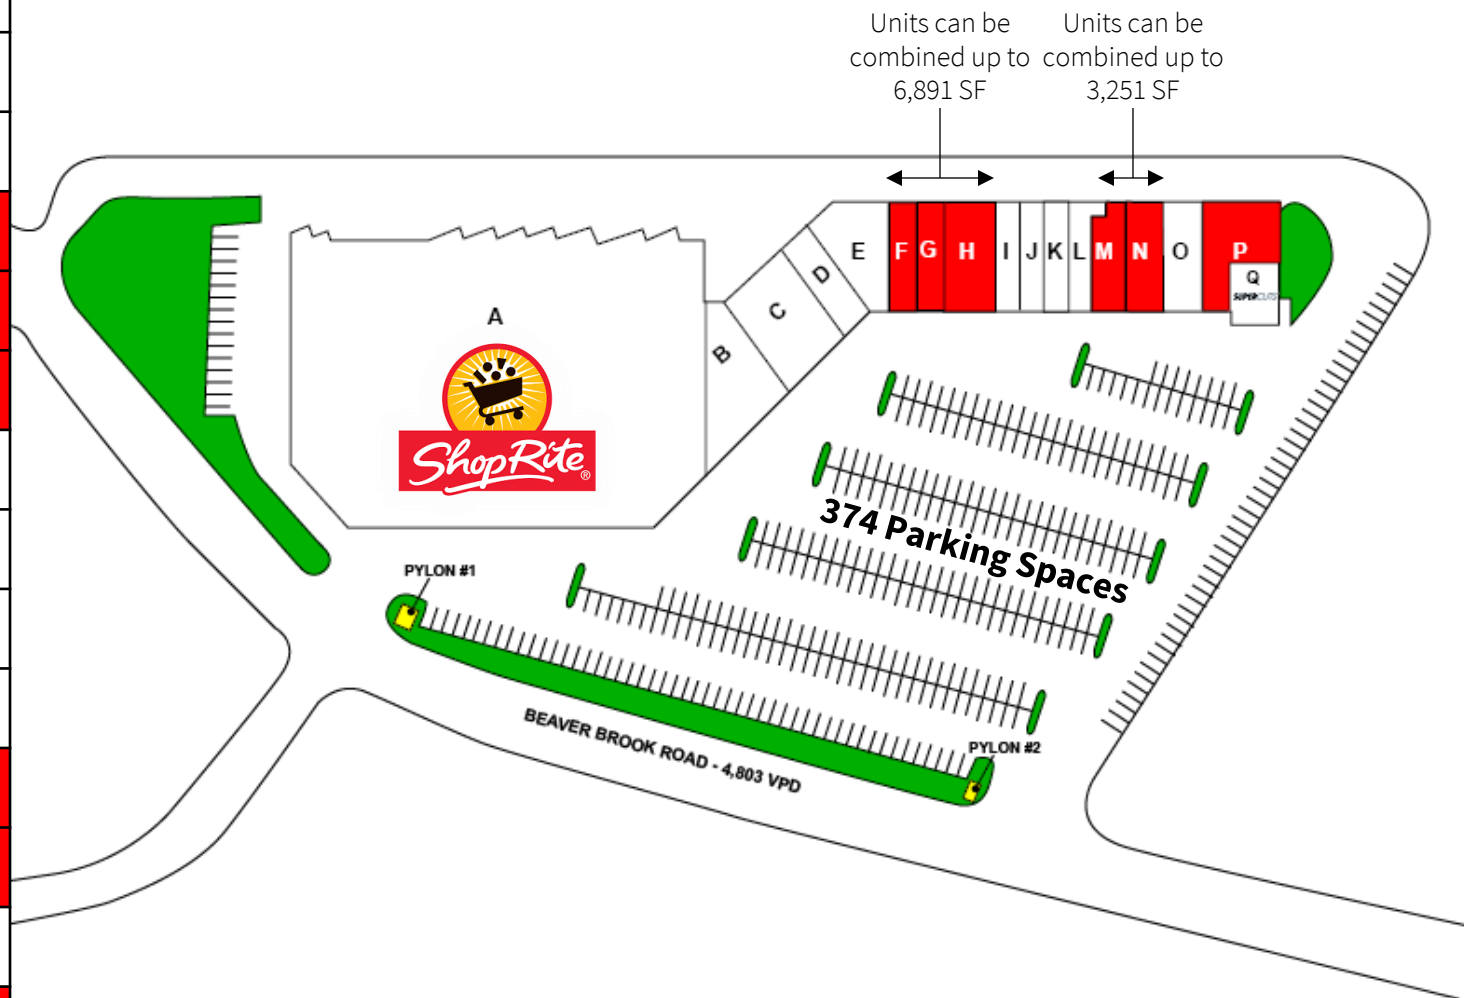 Units can be
combined up to
6,891 SF
Units can be
combined up to
3,251 SF
A
B
C
D
E
F
G
H
I
J
K
L
M
N
O
P
Q
SUPERCUTS
ShopRite®
374 Parking Spaces
PYLON #1
PYLON #2
BEAVER BROOK ROAD - 4,803 VPD